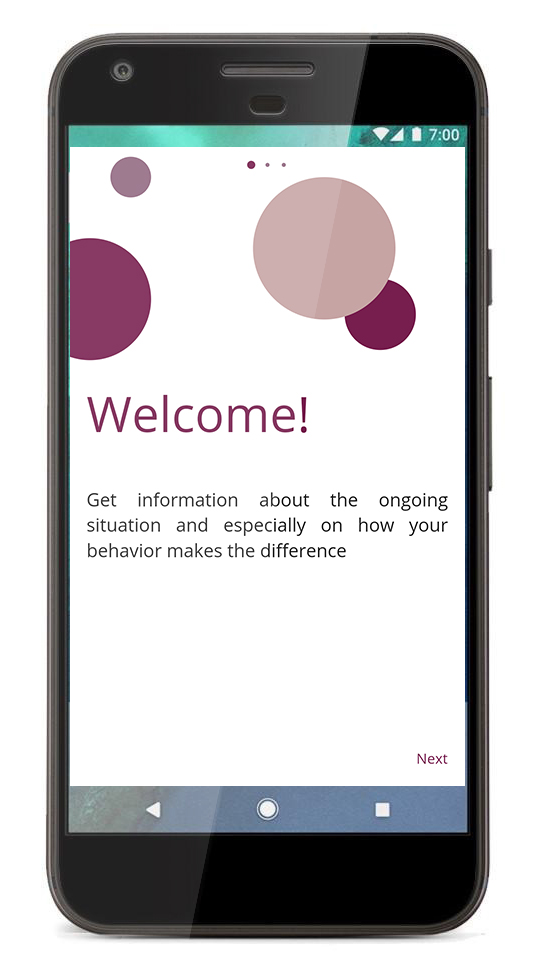 7:00
Welcome!
Get information about the ongoing
situation and especially on how your
behavior makes the difference
Next